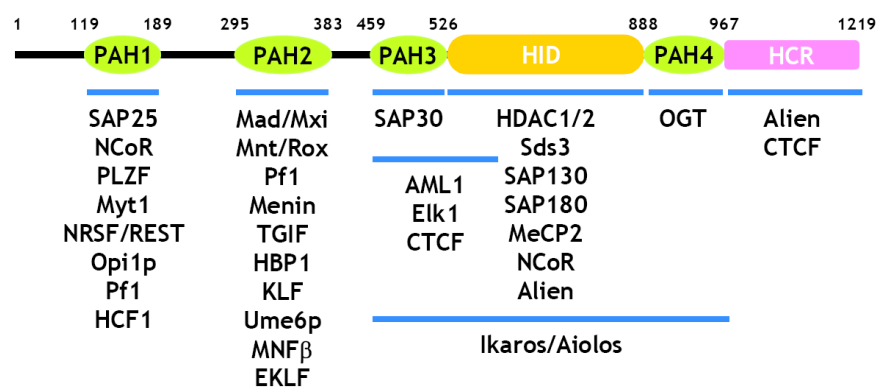 1 119 189 295 383 459 526 888 967 1219
PAH1 PAH2 PAH3 HID PAH4 HCR
SAP25
NCoR
PLZF
Myt1
NRSF/REST
Opi1p
Pf1
HCF1
Mad/Mxi
Mnt/Rox
Pf1
Menin
TGIF
HBP1
KLF
Ume6p
MNFβ
EKLF
SAP30
AML1
Elk1
CTCF
HDAC1/2
Sds3
SAP130
SAP180
MeCP2
NCoR
Alien
OGT
Alien
CTCF
Ikaros/Aiolos